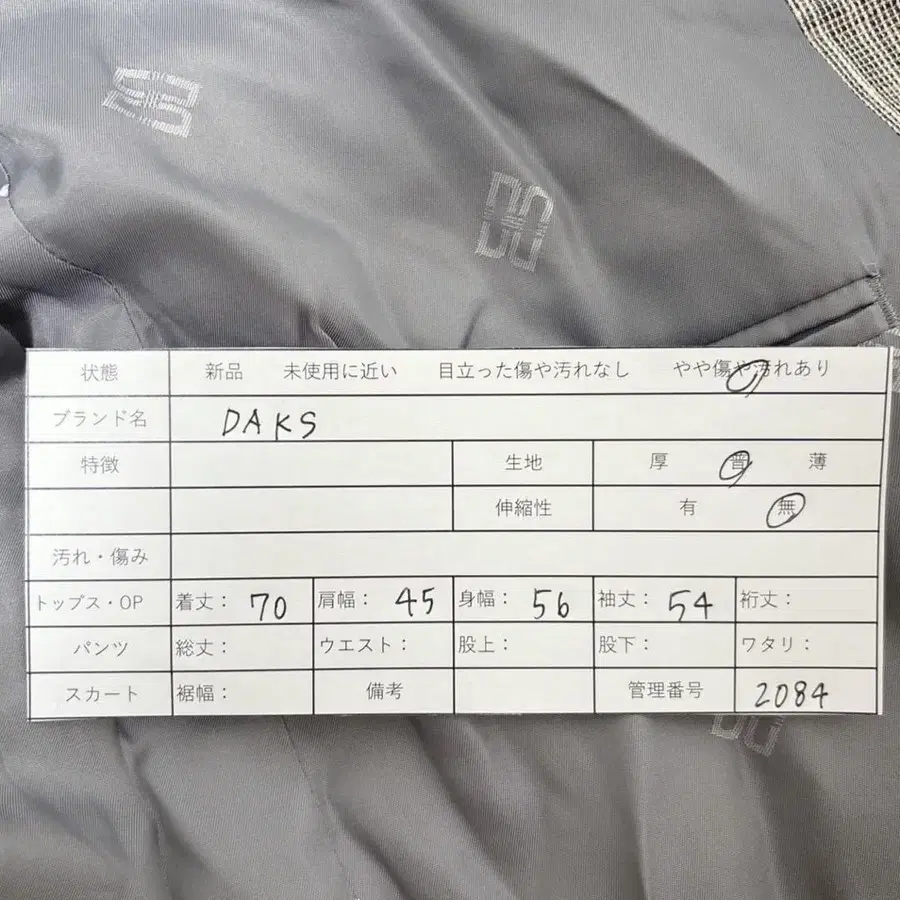 状態 新品 未使用に近い 目立った傷や汚れなし やや傷や汚れあり
ブランド名 DAKS
特徴 生地 厚 普 薄
伸縮性 有 無
汚れ・傷み
トップス・OP 着丈： 70 肩幅： 45 身幅： 56 袖丈： 54 裄丈：
パンツ 総丈： ウエスト： 股上： 股下： ワタリ：
スカート 裾幅： 備考 管理番号 2084